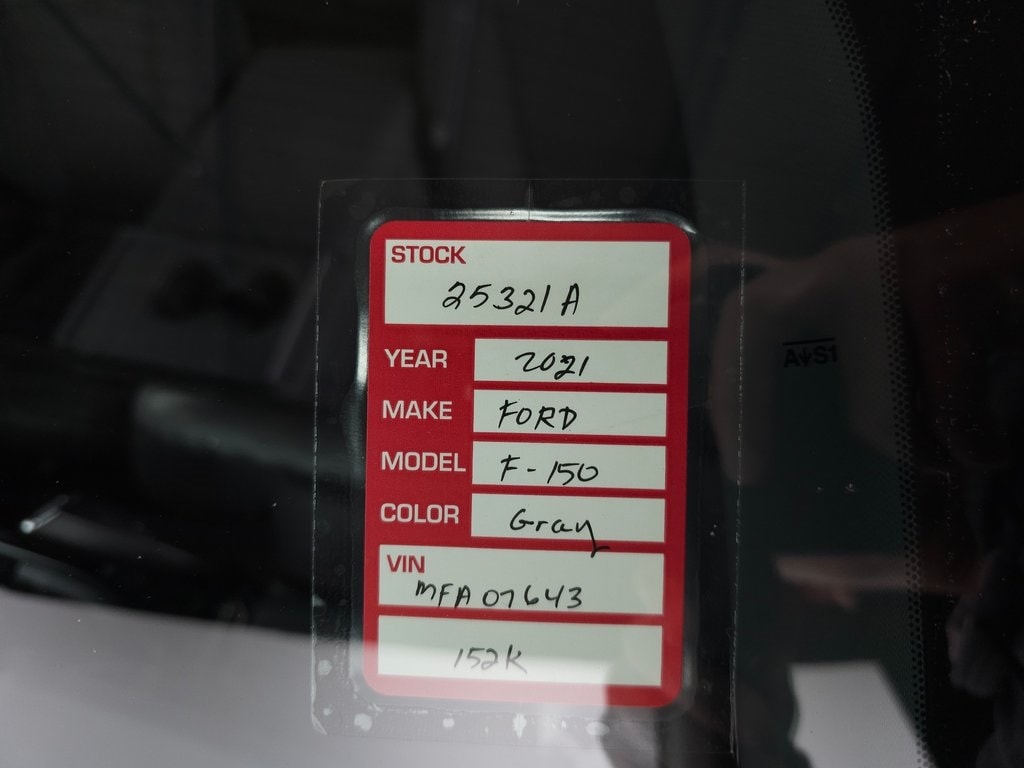 STOCK
25321A
YEAR 2021
MAKE FORD
MODEL F-150
COLOR Gray
VIN
MFA07643
152K
AS1